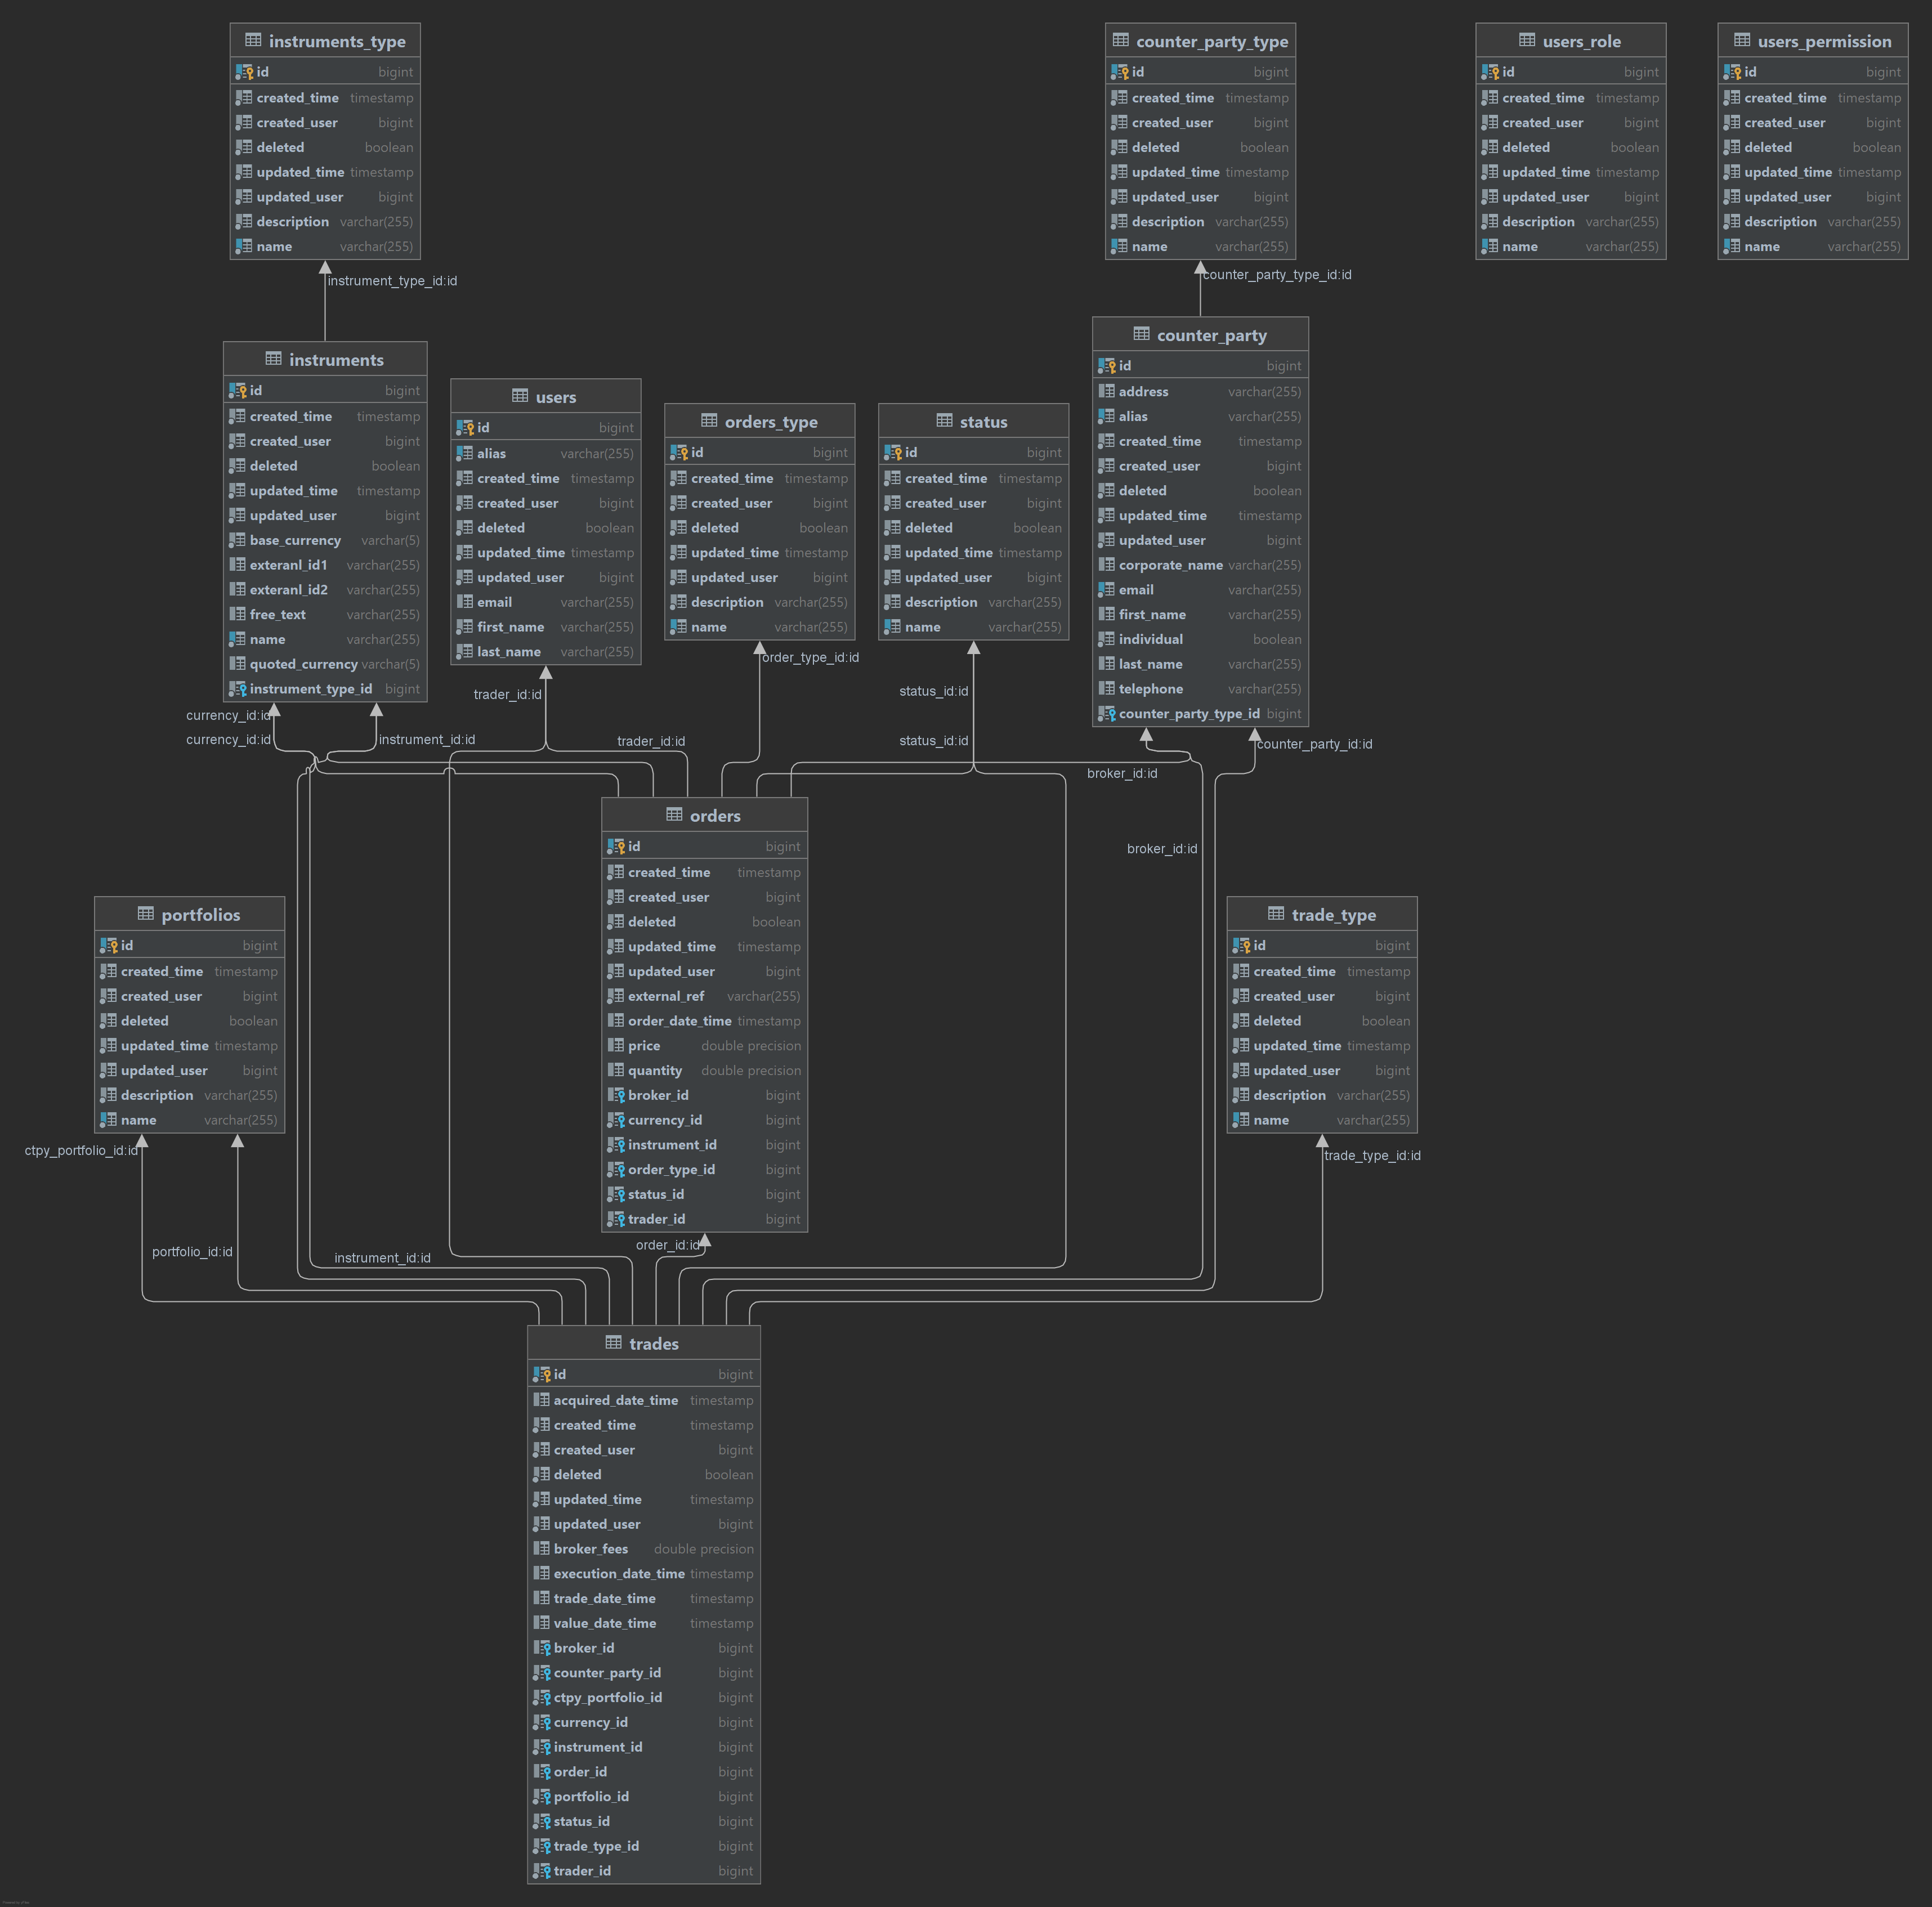 instruments_type
id bigint
created_time timestamp
created_user bigint
deleted boolean
updated_time timestamp
updated_user bigint
description varchar(255)
name varchar(255)
counter_party_type
id bigint
created_time timestamp
created_user bigint
deleted boolean
updated_time timestamp
updated_user bigint
description varchar(255)
name varchar(255)
users_role
id bigint
created_time timestamp
created_user bigint
deleted boolean
updated_time timestamp
updated_user bigint
description varchar(255)
name varchar(255)
users_permission
id bigint
created_time timestamp
created_user bigint
deleted boolean
updated_time timestamp
updated_user bigint
description varchar(255)
name varchar(255)
instrument_type_id:id
counter_party_type_id:id
instruments
id bigint
created_time timestamp
created_user bigint
deleted boolean
updated_time timestamp
updated_user bigint
base_currency varchar(5)
exteranl_id1 varchar(255)
exteranl_id2 varchar(255)
free_text varchar(255)
name varchar(255)
quoted_currency varchar(5)
instrument_type_id bigint
users
id bigint
alias varchar(255)
created_time timestamp
created_user bigint
deleted boolean
updated_time timestamp
updated_user bigint
email varchar(255)
first_name varchar(255)
last_name varchar(255)
orders_type
id bigint
created_time timestamp
created_user bigint
deleted boolean
updated_time timestamp
updated_user bigint
description varchar(255)
name varchar(255)
status
id bigint
created_time timestamp
created_user bigint
deleted boolean
updated_time timestamp
updated_user bigint
description varchar(255)
name varchar(255)
counter_party
id bigint
address varchar(255)
alias varchar(255)
created_time timestamp
created_user bigint
deleted boolean
updated_time timestamp
updated_user bigint
corporate_name varchar(255)
email varchar(255)
first_name varchar(255)
individual boolean
last_name varchar(255)
telephone varchar(255)
counter_party_type_id bigint
currency_id:id
currency_id:id
instrument_id:id
trader_id:id
trader_id:id
order_type_id:id
status_id:id
status_id:id
broker_id:id
counter_party_id:id
broker_id:id
orders
id bigint
created_time timestamp
created_user bigint
deleted boolean
updated_time timestamp
updated_user bigint
external_ref varchar(255)
order_date_time timestamp
price double precision
quantity double precision
broker_id bigint
currency_id bigint
instrument_id bigint
order_type_id bigint
status_id bigint
trader_id bigint
portfolios
id bigint
created_time timestamp
created_user bigint
deleted boolean
updated_time timestamp
updated_user bigint
description varchar(255)
name varchar(255)
trade_type
id bigint
created_time timestamp
created_user bigint
deleted boolean
updated_time timestamp
updated_user bigint
description varchar(255)
name varchar(255)
ctpy_portfolio_id:id
portfolio_id:id
instrument_id:id
order_id:id
trade_type_id:id
trades
id bigint
acquired_date_time timestamp
created_time timestamp
created_user bigint
deleted boolean
updated_time timestamp
updated_user bigint
broker_fees double precision
execution_date_time timestamp
trade_date_time timestamp
value_date_time timestamp
broker_id bigint
counter_party_id bigint
ctpy_portfolio_id bigint
currency_id bigint
instrument_id bigint
order_id bigint
portfolio_id bigint
status_id bigint
trade_type_id bigint
trader_id bigint